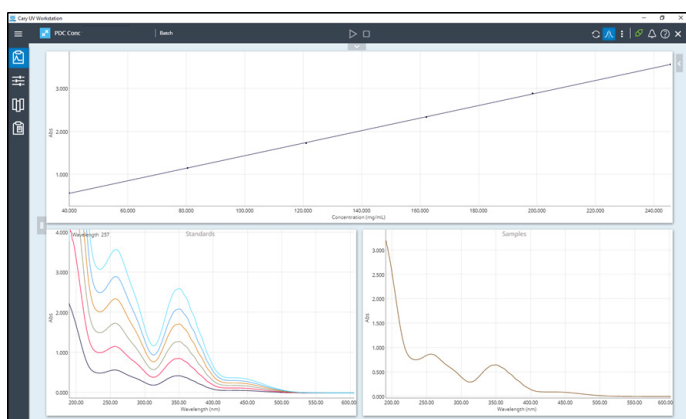 Cary UV Workstation
PDC Conc
Batch
3.000
2.000
1.000
Abs
40.000 60.000 80.000 100.000 120.000 140.000 160.000 180.000 200.000 220.000 240.000
Concentration (mg/mL)
Wavelength 257
Standards
4.000
3.000
2.000
1.000
0.000
Abs
200.00 250.00 300.00 350.00 400.00 450.00 500.00 550.00 600.00
Wavelength (nm)
Samples
3.000
0.500
2.000
1.500
1.000
0.500
0.000
Abs
200.00 250.00 300.00 350.00 400.00 450.00 500.00 550.00 600.00
Wavelength (nm)